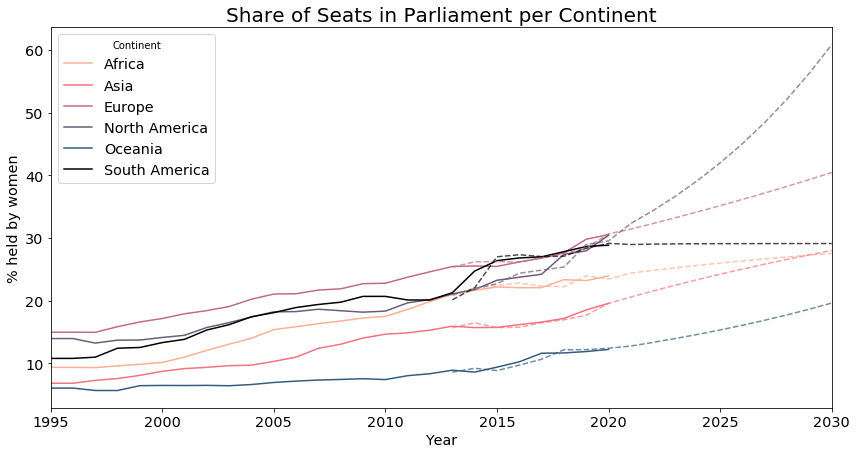 Share of Seats in Parliament per Continent
Continent
Africa
Asia
Europe
North America
Oceania
South America
% held by women
60
50
40
30
20
10
1995
2000
2005
2010
2015
2020
2025
2030
Year